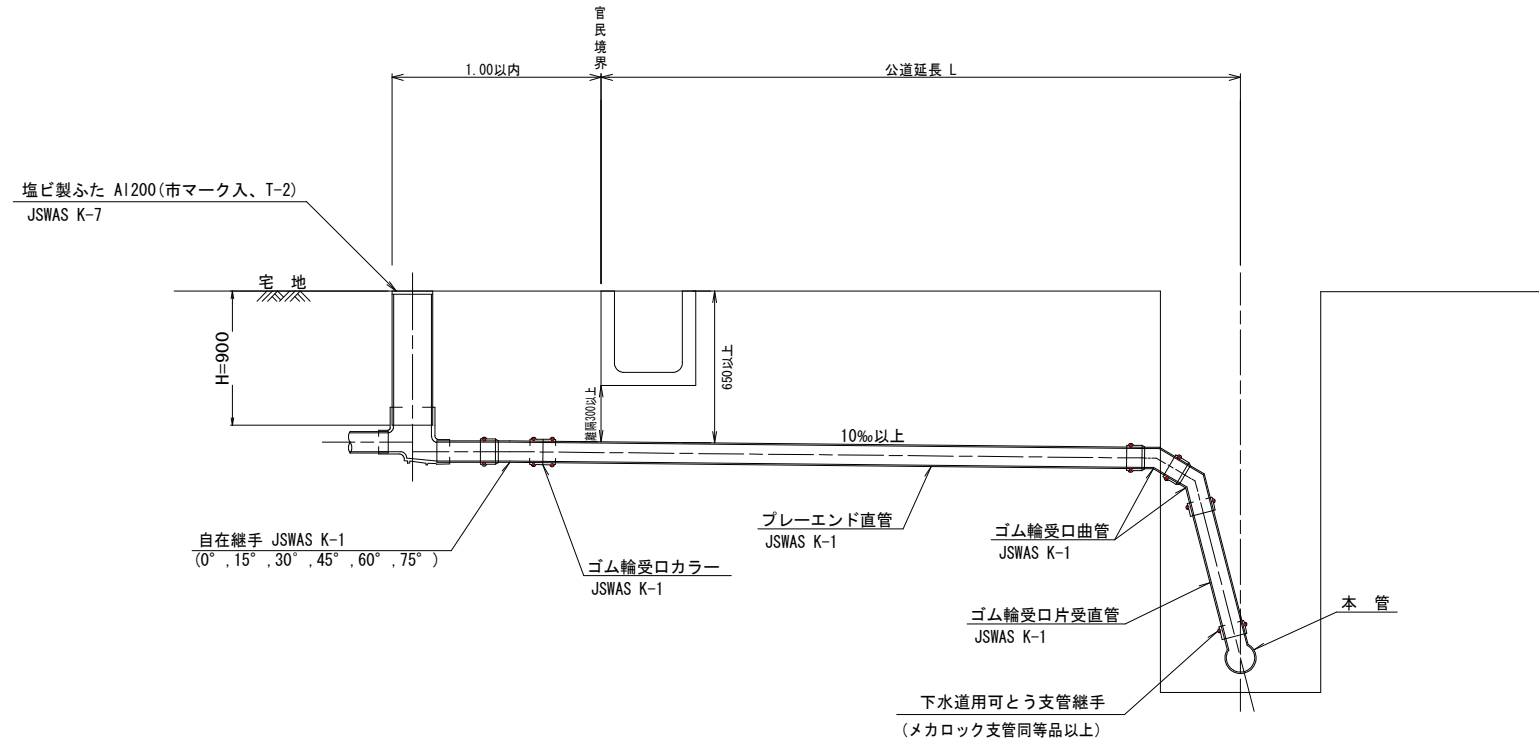 官民境界
1.00以内
公道延長 L
塩ビ製ふた AI200(市マーク入、T-2)
JSWAS K-7
宅 地
H=900
650以上
離隔300以上
10‰以上
自在継手 JSWAS K-1
(0°,15°,30°,45°,60°,75°)
ゴム輪受口カラー
JSWAS K-1
プレーエンド直管
JSWAS K-1
ゴム輪受口曲管
JSWAS K-1
ゴム輪受口片受直管
JSWAS K-1
本 管
下水道用可とう支管継手
(メカロック支管同等品以上)